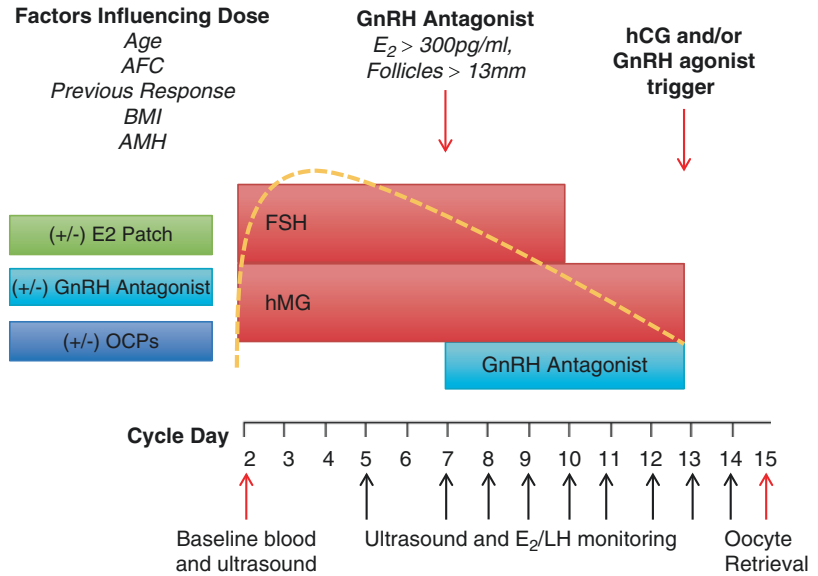 Factors Influencing Dose
Age
AFC
Previous Response
BMI
AMH
GnRH Antagonist
E₂ > 300pg/ml,
Follicles > 13mm
hCG and/or
GnRH agonist
trigger
(+/-) E2 Patch
(+/-) GnRH Antagonist
(+/-) OCPs
FSH
hMG
GnRH Antagonist
Cycle Day
2 3 4 5 6 7 8 9 10 11 12 13 14 15
Baseline blood
and ultrasound
Ultrasound and E₂/LH monitoring
Oocyte
Retrieval